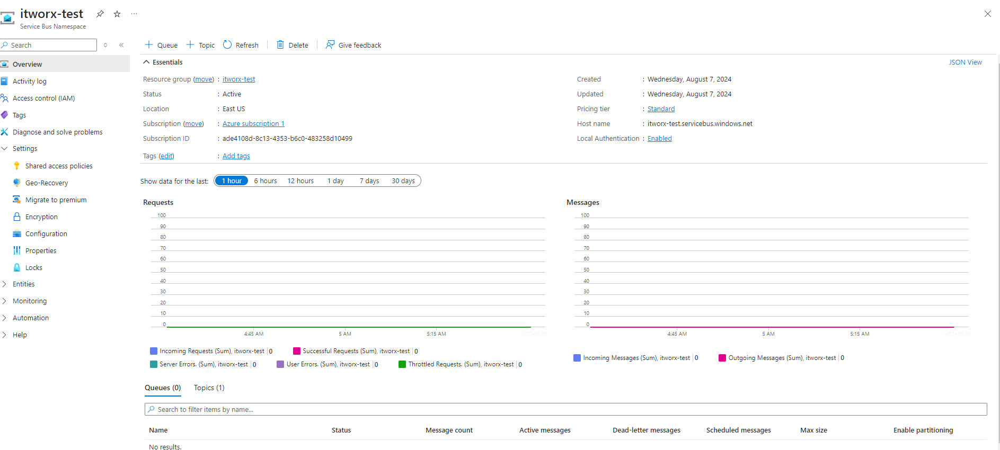 itworx-test
Service Bus Namespace
Search
Queue
Topic
Refresh
Delete
Give feedback
Overview
Activity log
Access control (IAM)
Tags
Diagnose and solve problems
Settings
Shared access policies
Geo-Recovery
Migrate to premium
Encryption
Configuration
Properties
Locks
Entities
Monitoring
Automation
Help
Essentials
JSON View
Resource group (move) : itworx-test
Status : Active
Location : East US
Subscription (move) : Azure subscription 1
Subscription ID : ade4108d-8c13-4353-b6c0-483258d10499
Tags (edit) : Add tags
Created : Wednesday, August 7, 2024
Updated : Wednesday, August 7, 2024
Pricing tier : Standard
Host name : itworx-test.servicebus.windows.net
Local Authentication : Enabled
Show data for the last: 1 hour 6 hours 12 hours 1 day 7 days 30 days
Requests
100
90
80
70
60
50
40
30
20
10
0
4:45 AM 5 AM 5:15 AM UTC+05:30
Incoming Requests (Sum), itworx-test 0
Successful Requests (Sum), itworx-test 0
Server Errors. (Sum), itworx-test 0
User Errors. (Sum), itworx-test 0
Throttled Requests. (Sum), itworx-test 0
Messages
100
90
80
70
60
50
40
30
20
10
0
4:45 AM 5 AM 5:15 AM UTC+05:30
Incoming Messages (Sum), itworx-test 0
Outgoing Messages (Sum), itworx-test 0
Queues (0) Topics (1)
Search to filter items by name...
Name Status Message count Active messages Dead-letter messages Scheduled messages Max size Enable partitioning
No results.